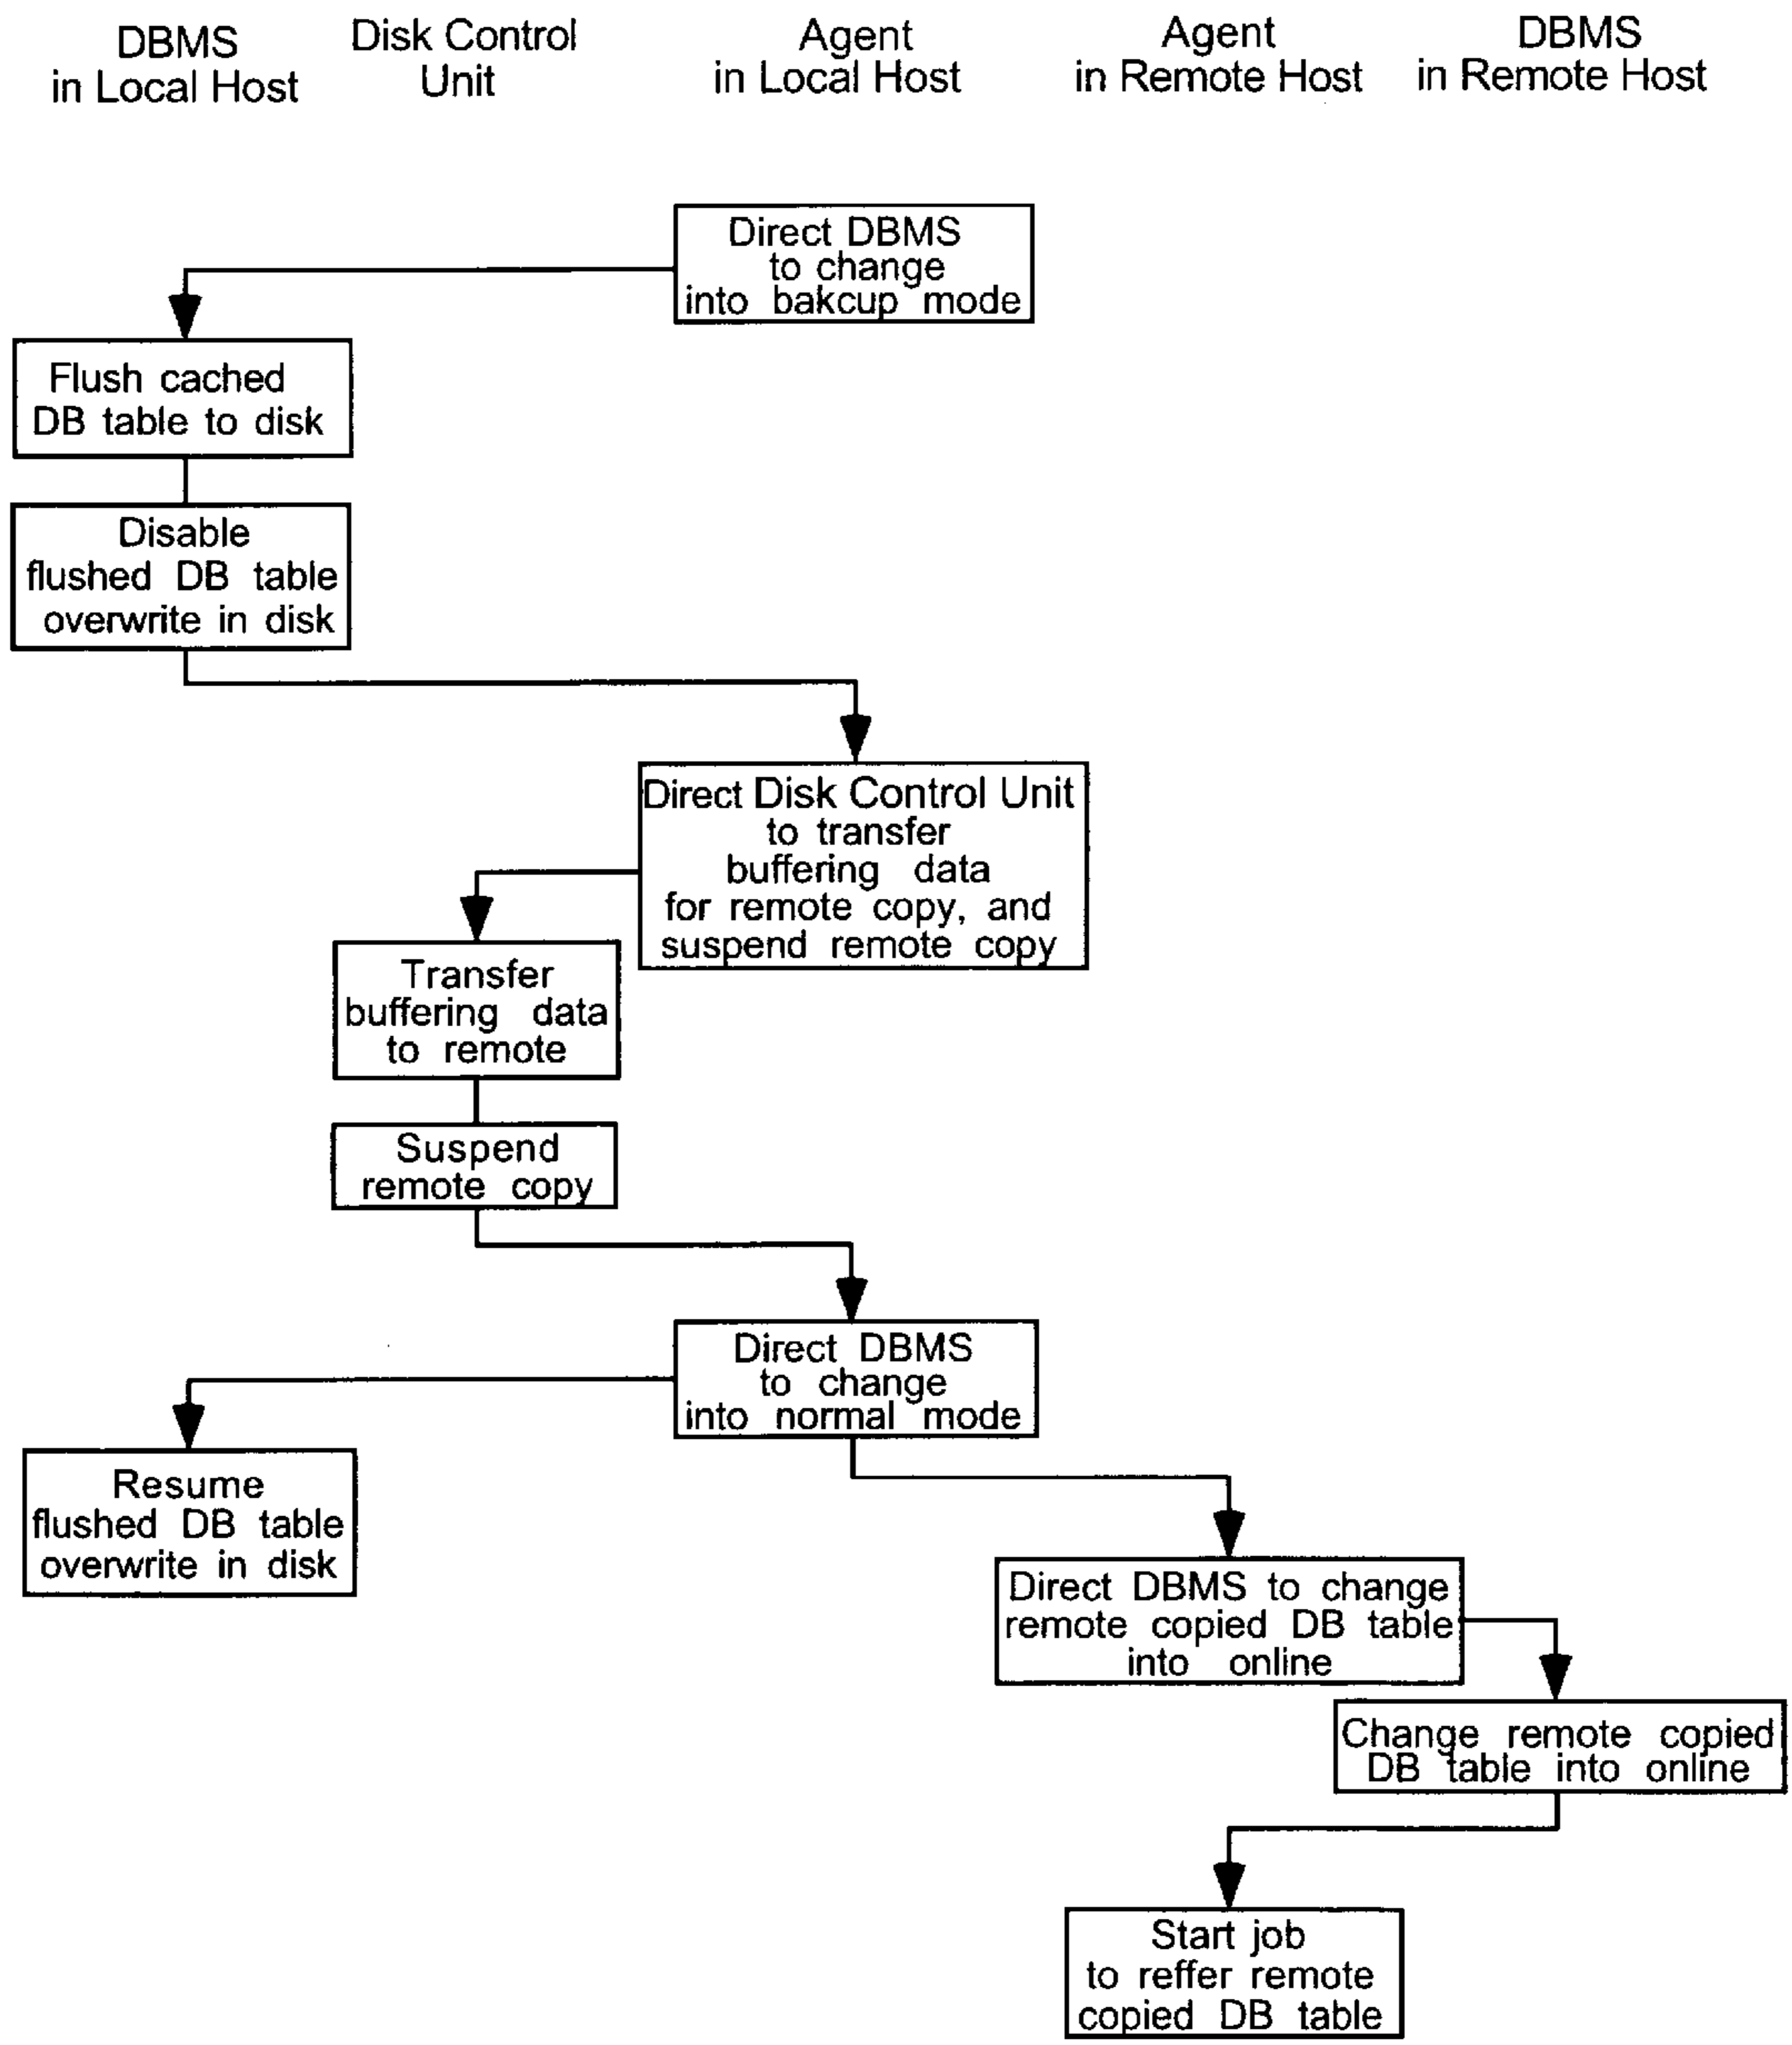 DBMS
in Local Host
Disk Control
Unit
Agent
in Local Host
Agent
in Remote Host
DBMS
in Remote Host
Direct DBMS
to change
into bakcup mode
Flush cached
DB table to disk
Disable
flushed DB table
overwrite in disk
Direct Disk Control Unit
to transfer
buffering data
for remote copy, and
suspend remote copy
Transfer
buffering data
to remote
Suspend
remote copy
Direct DBMS
to change
into normal mode
Resume
flushed DB table
overwrite in disk
Direct DBMS to change
remote copied DB table
into online
Change remote copied
DB table into online
Start job
to reffer remote
copied DB table